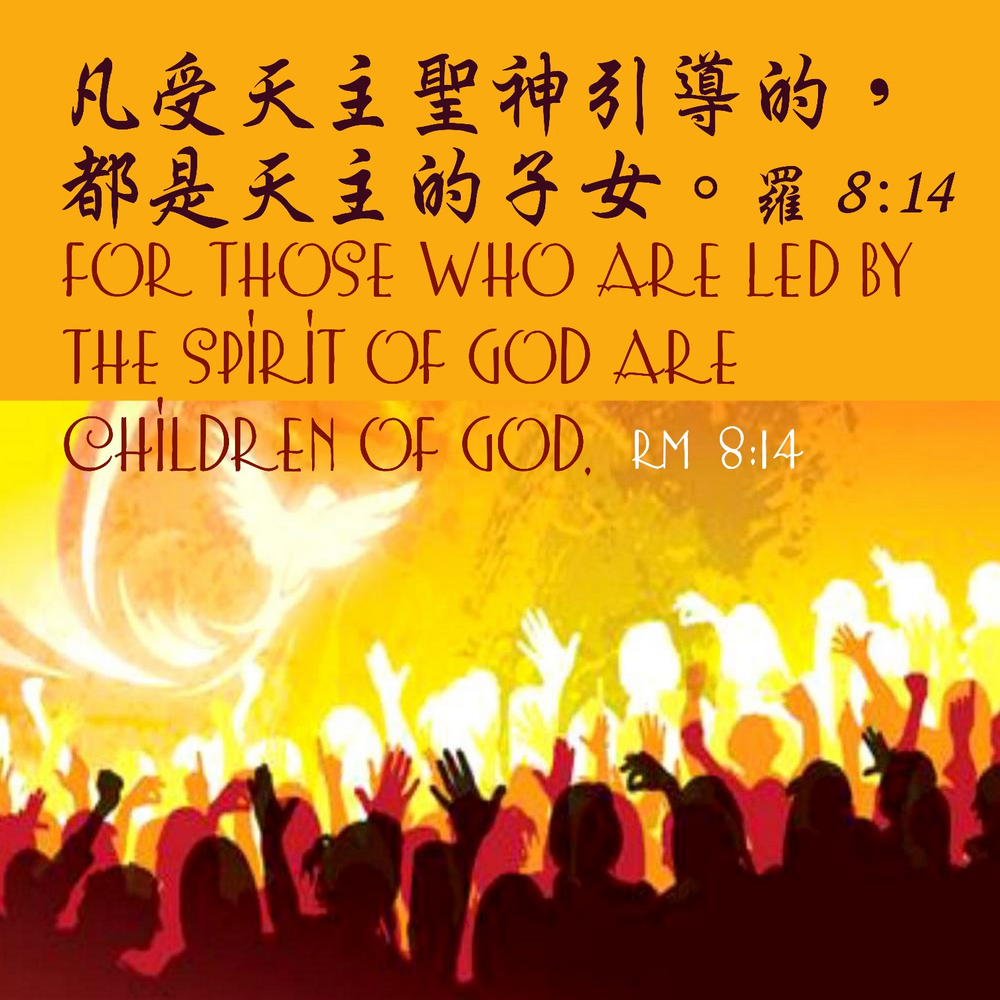 凡受天主聖神引導的，
都是天主的子女。羅 8:14
FOR THOSE WHO ARE LED BY
THE SPIRIT OF GOD ARE
CHILDREN OF GOD. RM 8:14